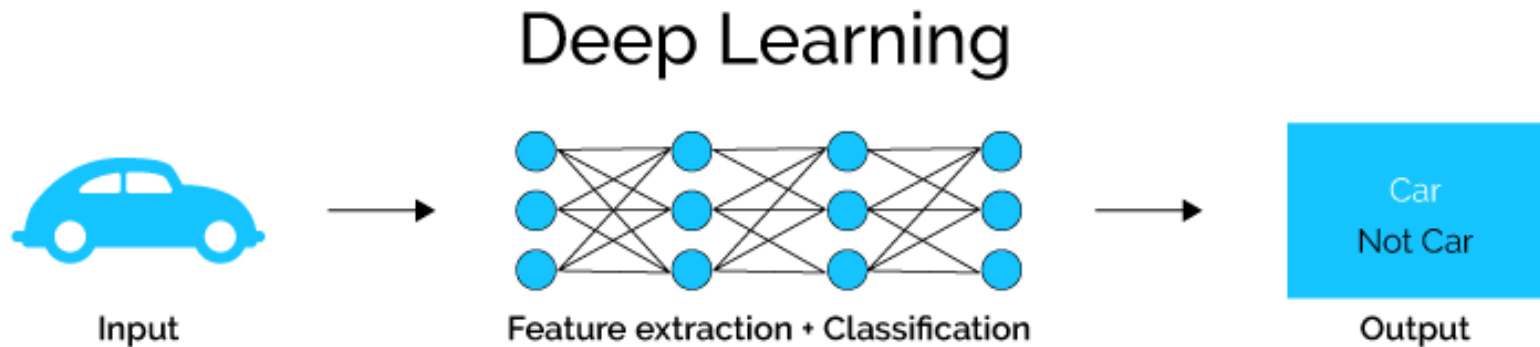 Deep Learning
Car
Not Car
Input
Feature extraction + Classification
Output